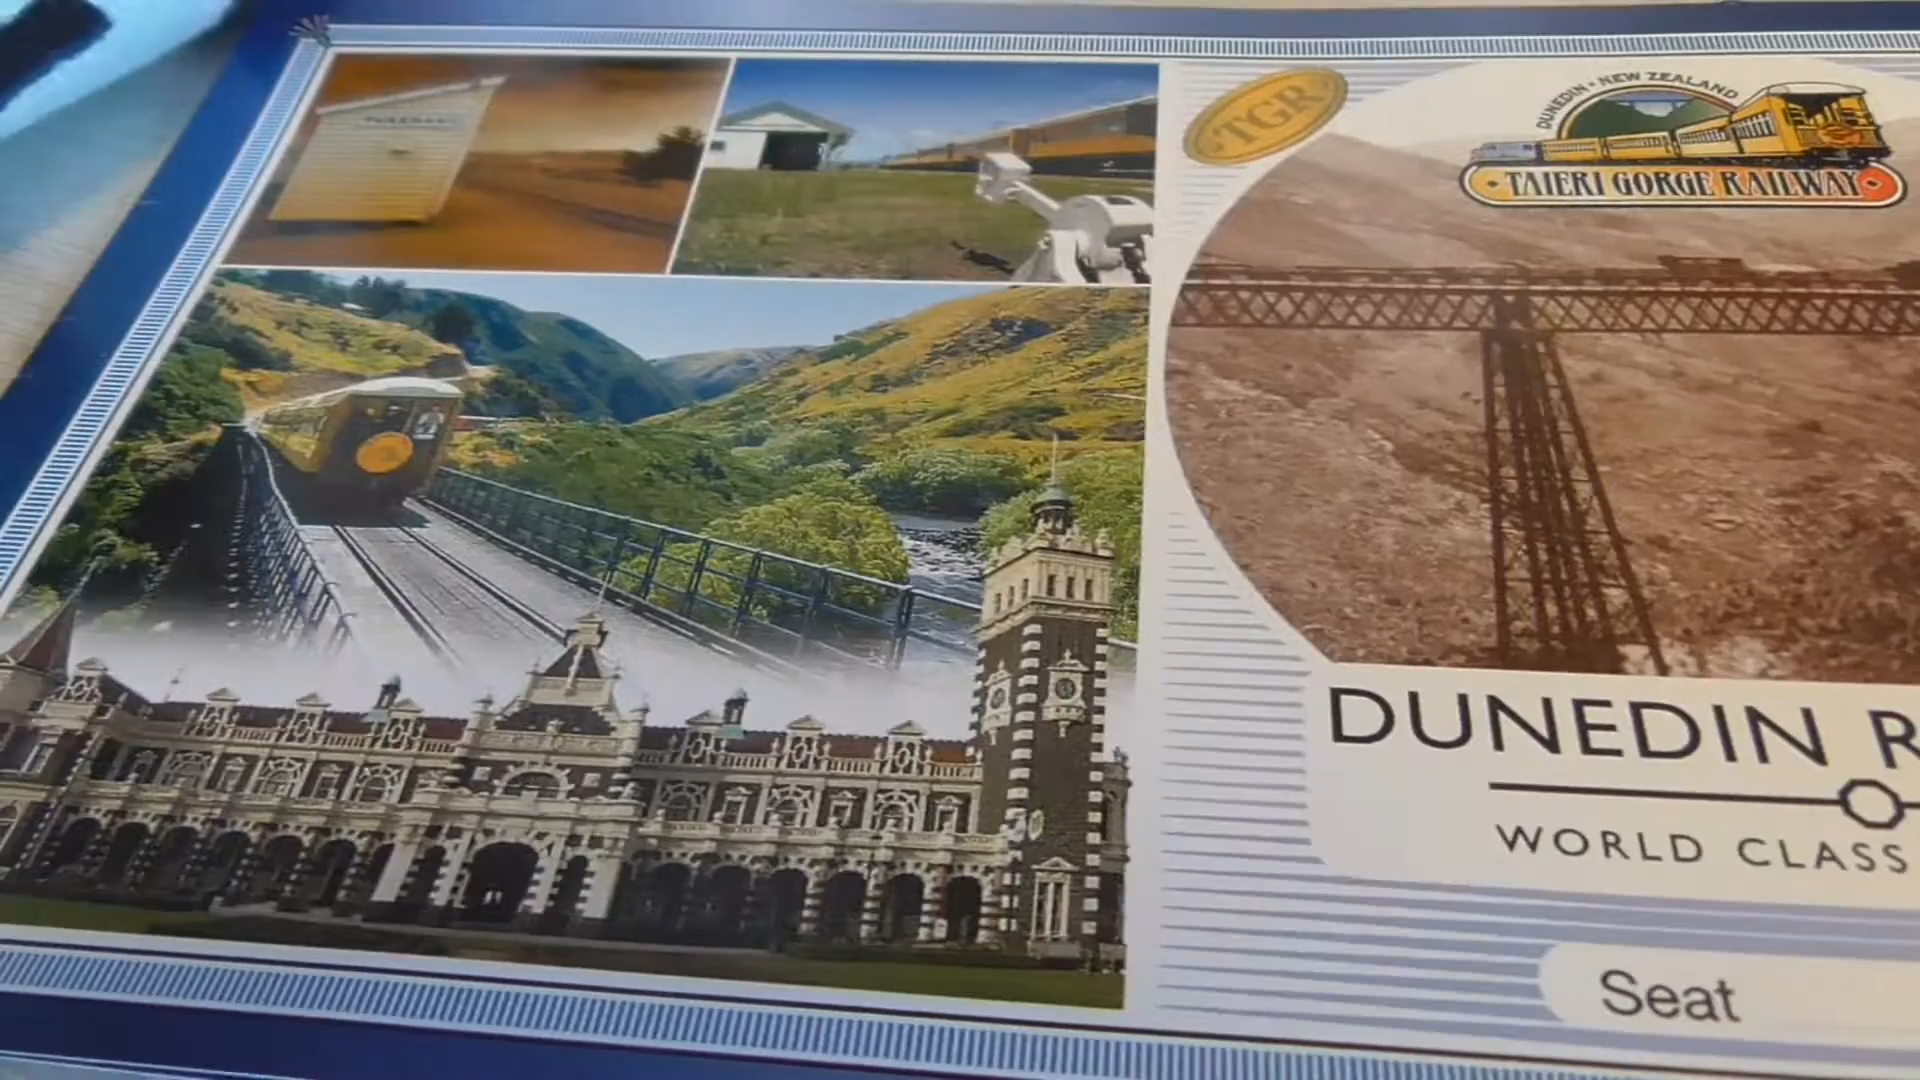 TGR
DUNEDIN • NEW ZEALAND
TAIERI GORGE RAILWAY
DUNEDIN R
WORLD CLASS
Seat